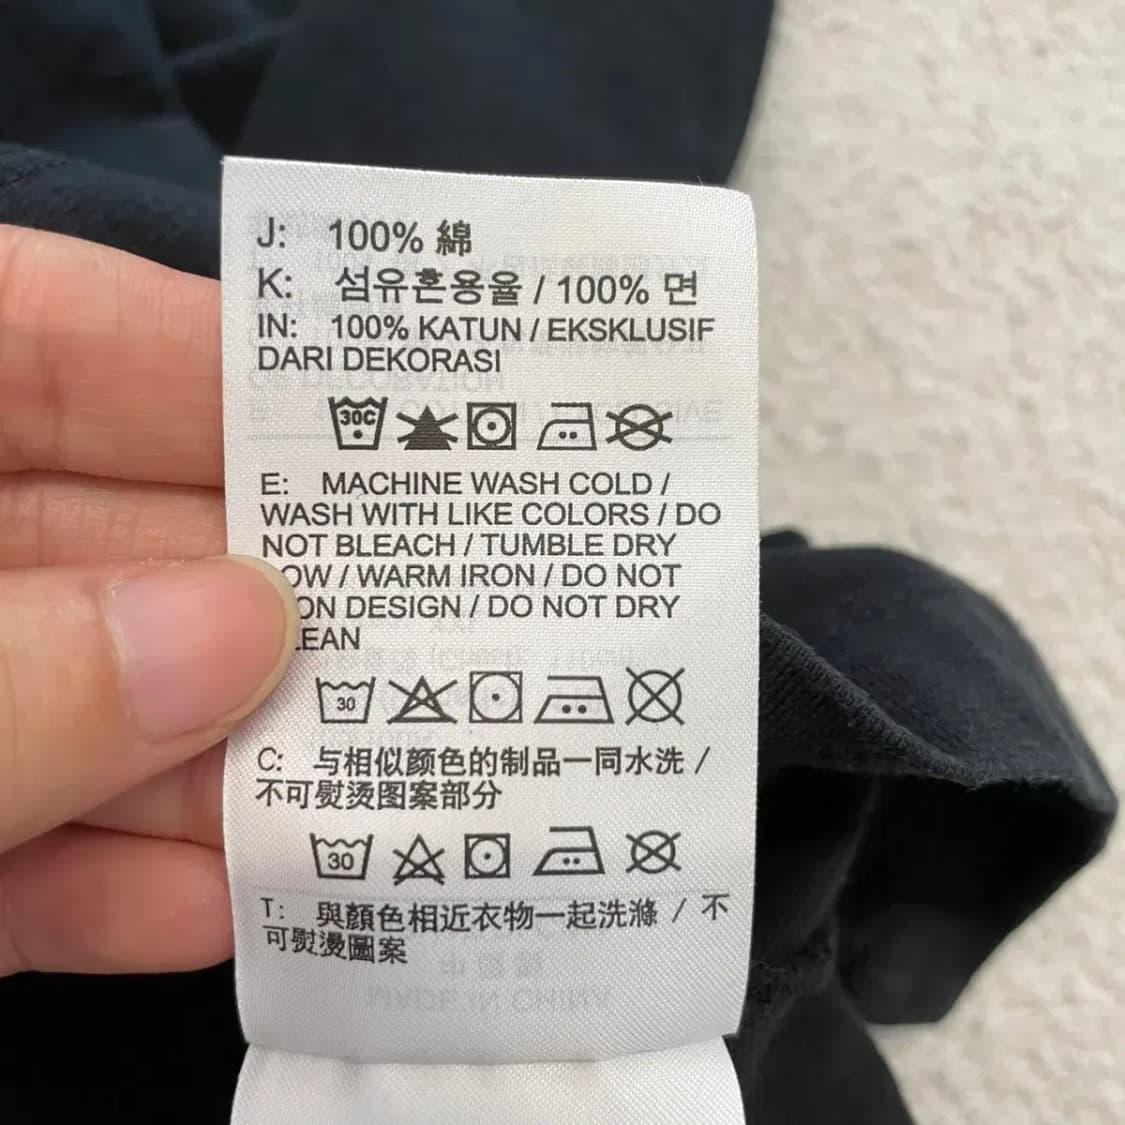 J: 100% 綿
K: 섬유혼용율 / 100% 면
IN: 100% KATUN / EKSKLUSIF
DARI DEKORASI
30C
E: MACHINE WASH COLD /
WASH WITH LIKE COLORS / DO
NOT BLEACH / TUMBLE DRY
OW / WARM IRON / DO NOT
ON DESIGN / DO NOT DRY
LEAN
30
C: 与相似颜色的制品一同水洗 /
不可熨烫图案部分
30
T: 與顏色相近衣物一起洗滌 / 不
可熨燙圖案